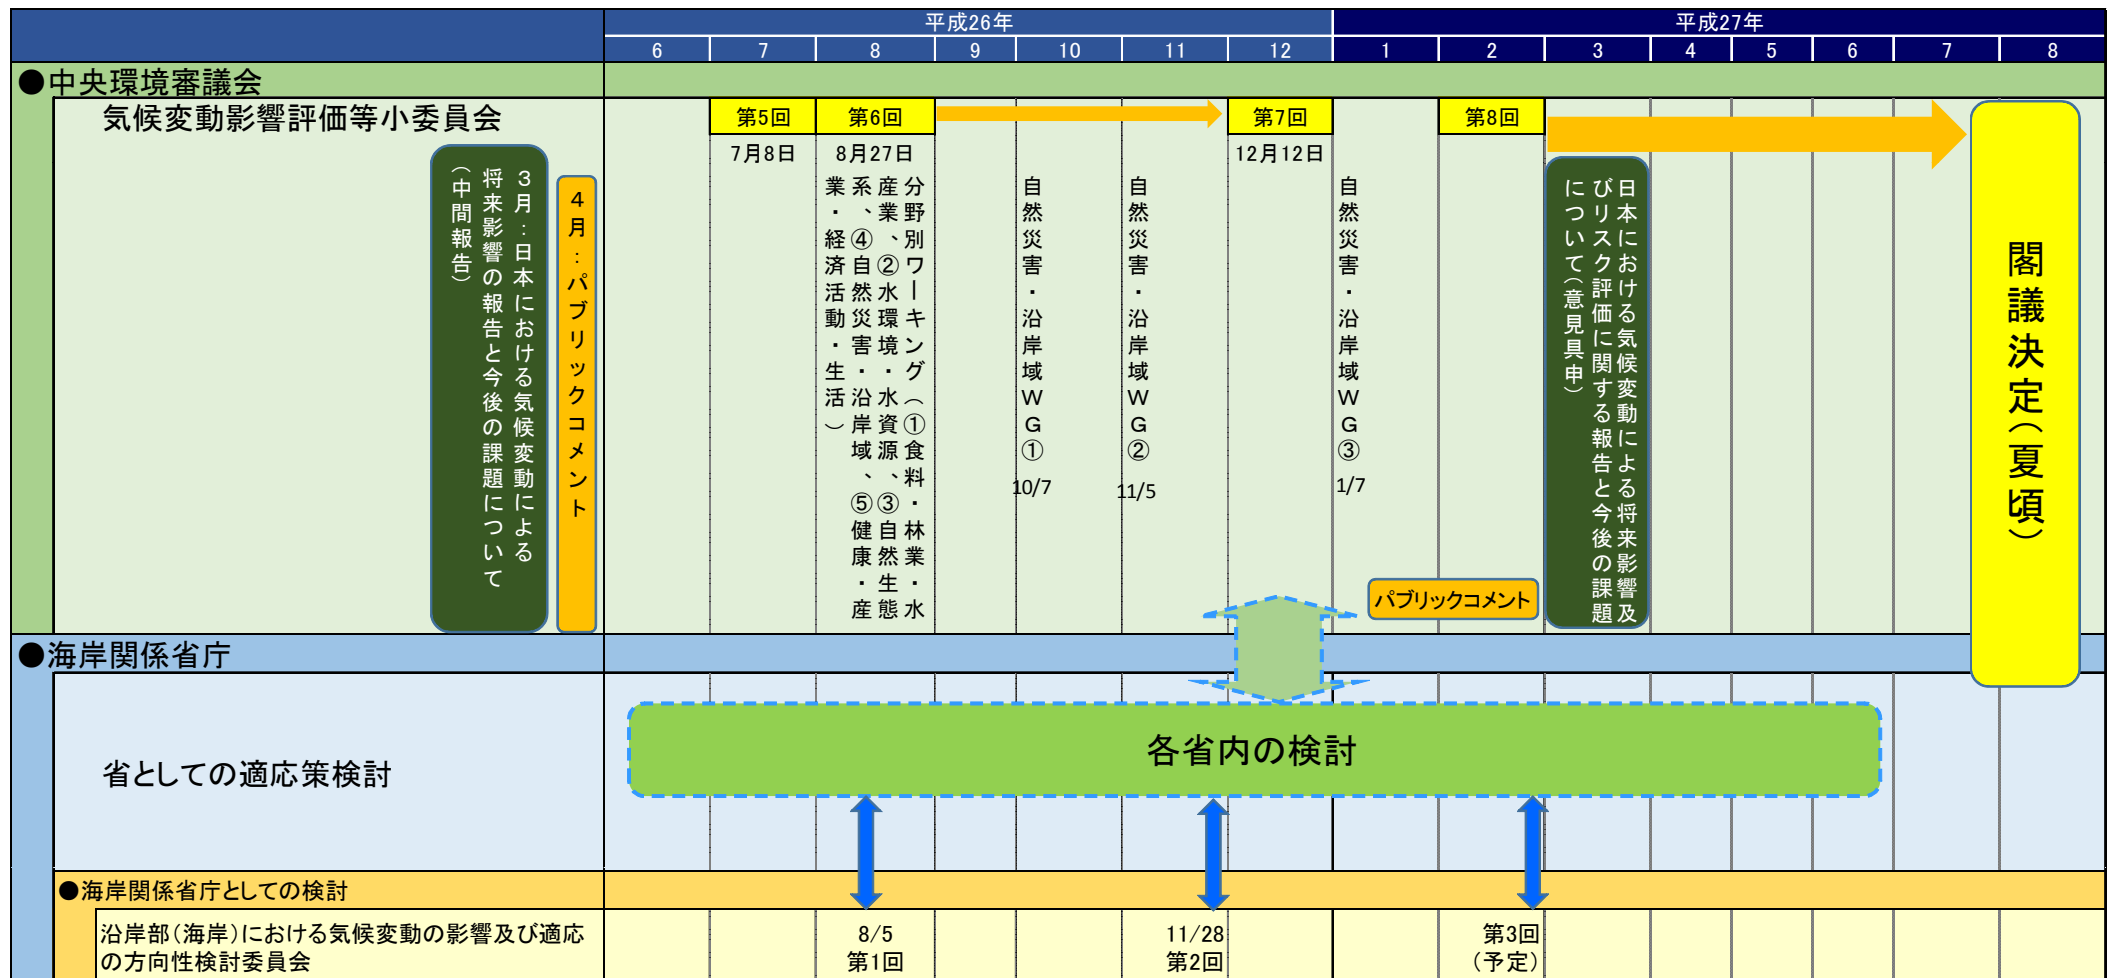 平成26年
平成27年
6 7 8 9 10 11 12 1 2 3 4 5 6 7 8
●中央環境審議会
気候変動影響評価等小委員会
第5回
第6回
第7回
第8回
7月8日
8月27日
12月12日
3月：日本における気候変動による
将来影響の報告と今後の課題について
（中間報告）
4月：パブリックコメント
分野別ワーキング（①食料・林業・水
産業、②水環境・水資源、③自然生態
系、④自然災害・沿岸域、⑤健康・産
業・経済活動・生活）
自然災害・沿岸域WG①
10/7
自然災害・沿岸域WG②
11/5
自然災害・沿岸域WG③
1/7
パブリックコメント
日本における気候変動による将来影響及
びリスク評価に関する報告と今後の課題
について（意見具申）
閣議決定（夏頃）
●海岸関係省庁
省としての適応策検討
各省内の検討
●海岸関係省庁としての検討
沿岸部（海岸）における気候変動の影響及び適応
の方向性検討委員会
8/5
第1回
11/28
第2回
第3回
（予定）